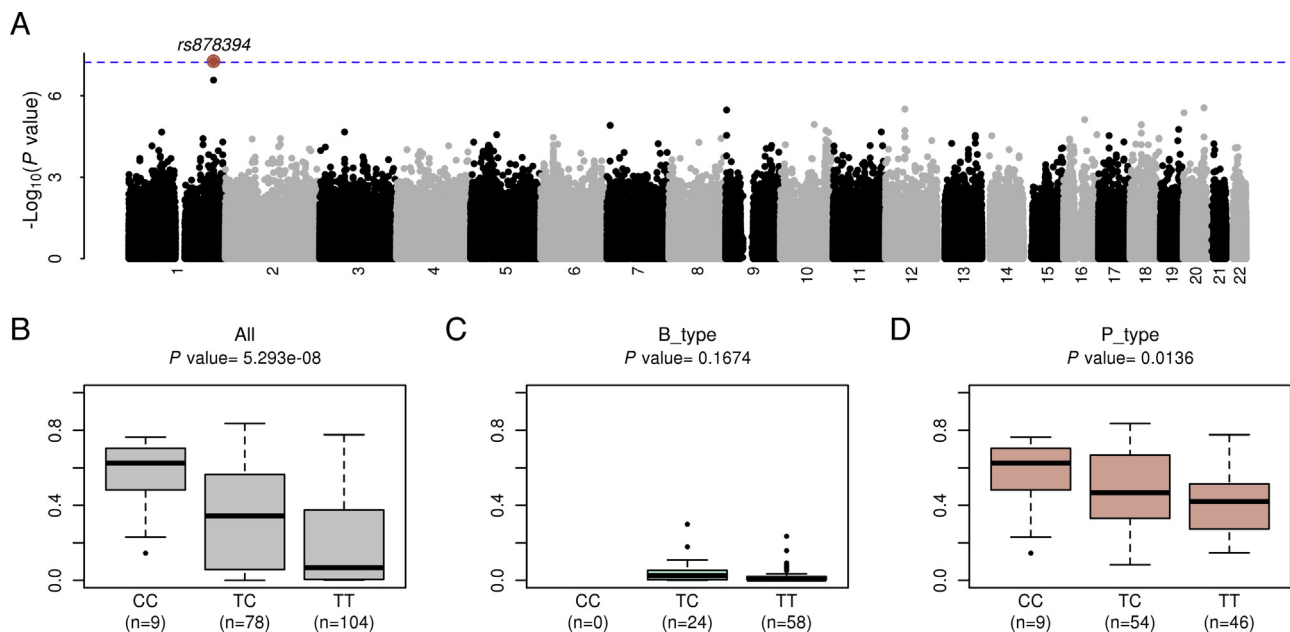 A
rs878394
-Log10(P value)
0 3 6
1 2 3 4 5 6 7 8 9 10 11 12 13 14 15 16 17 18 19 20 21 22
B
All
P value= 5.293e-08
0.0 0.4 0.8
CC TC TT
(n=9) (n=78) (n=104)
C
B_type
P value= 0.1674
0.0 0.4 0.8
CC TC TT
(n=0) (n=24) (n=58)
D
P_type
P value= 0.0136
0.0 0.4 0.8
CC TC TT
(n=9) (n=54) (n=46)